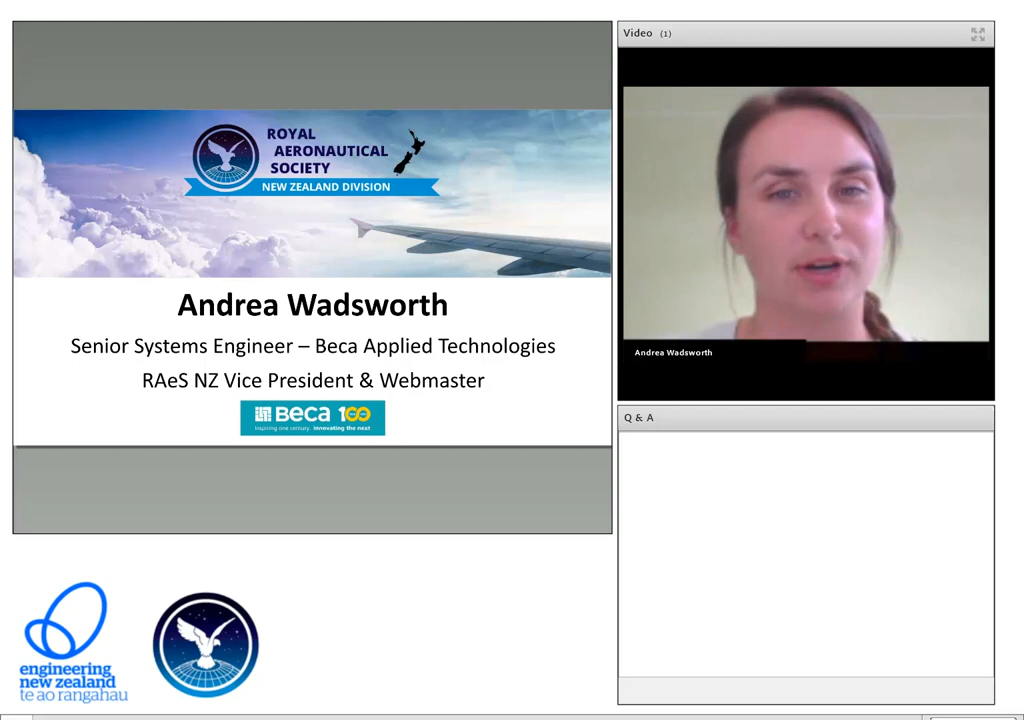 ROYAL
AERONAUTICAL
SOCIETY
NEW ZEALAND DIVISION
Andrea Wadsworth
Senior Systems Engineer – Beca Applied Technologies
RAeS NZ Vice President & Webmaster
Beca 100
Inspiring one century. Innovating the next
Video (1)
Andrea Wadsworth
Q & A
engineering
new zealand
te ao rangahau